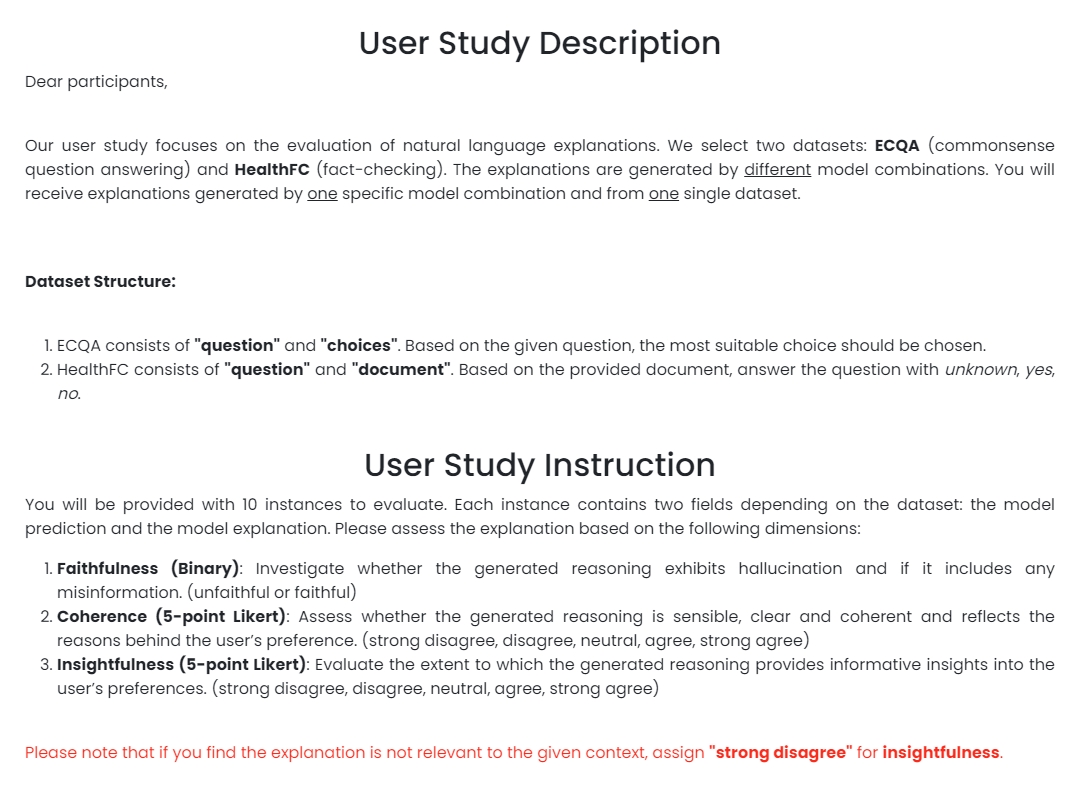 User Study Description
Dear participants,
Our user study focuses on the evaluation of natural language explanations. We select two datasets: ECQA (commonsense
question answering) and HealthFC (fact-checking). The explanations are generated by different model combinations. You will
receive explanations generated by one specific model combination and from one single dataset.
Dataset Structure:
1. ECQA consists of "question" and "choices". Based on the given question, the most suitable choice should be chosen.
2. HealthFC consists of "question" and "document". Based on the provided document, answer the question with unknown, yes,
no.
User Study Instruction
You will be provided with 10 instances to evaluate. Each instance contains two fields depending on the dataset: the model
prediction and the model explanation. Please assess the explanation based on the following dimensions:
1. Faithfulness (Binary): Investigate whether the generated reasoning exhibits hallucination and if it includes any
misinformation. (unfaithful or faithful)
2. Coherence (5-point Likert): Assess whether the generated reasoning is sensible, clear and coherent and reflects the
reasons behind the user's preference. (strong disagree, disagree, neutral, agree, strong agree)
3. Insightfulness (5-point Likert): Evaluate the extent to which the generated reasoning provides informative insights into the
user's preferences. (strong disagree, disagree, neutral, agree, strong agree)
Please note that if you find the explanation is not relevant to the given context, assign "strong disagree" for insightfulness.